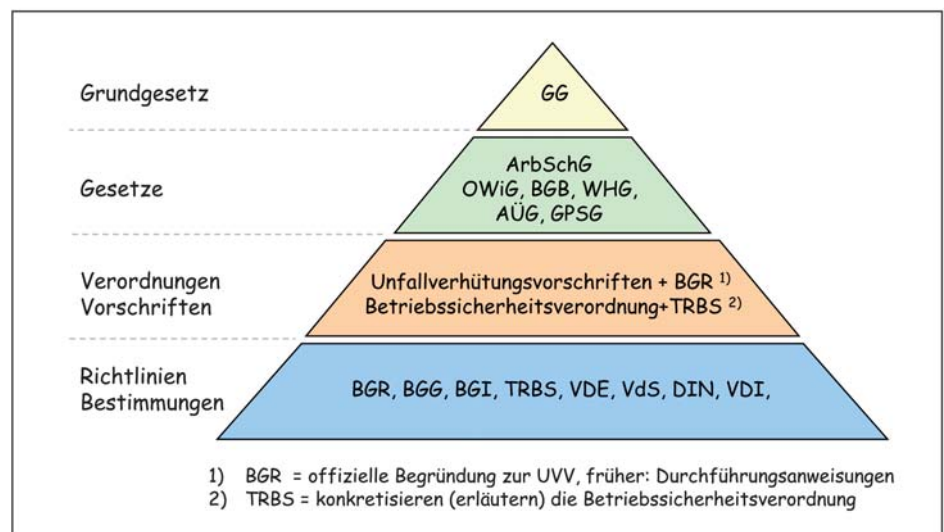 Grundgesetz
GG
Gesetze
ArbSchG
OWiG, BGB, WHG,
AÜG, GPSG
Verordnungen
Vorschriften
Unfallverhütungsvorschriften + BGR 1)
Betriebssicherheitsverordnung+TRBS 2)
Richtlinien
Bestimmungen
BGR, BGG, BGI, TRBS, VDE, VdS, DIN, VDI,
1) BGR = offizielle Begründung zur UVV, früher: Durchführungsanweisungen
2) TRBS = konkretisieren (erläutern) die Betriebssicherheitsverordnung